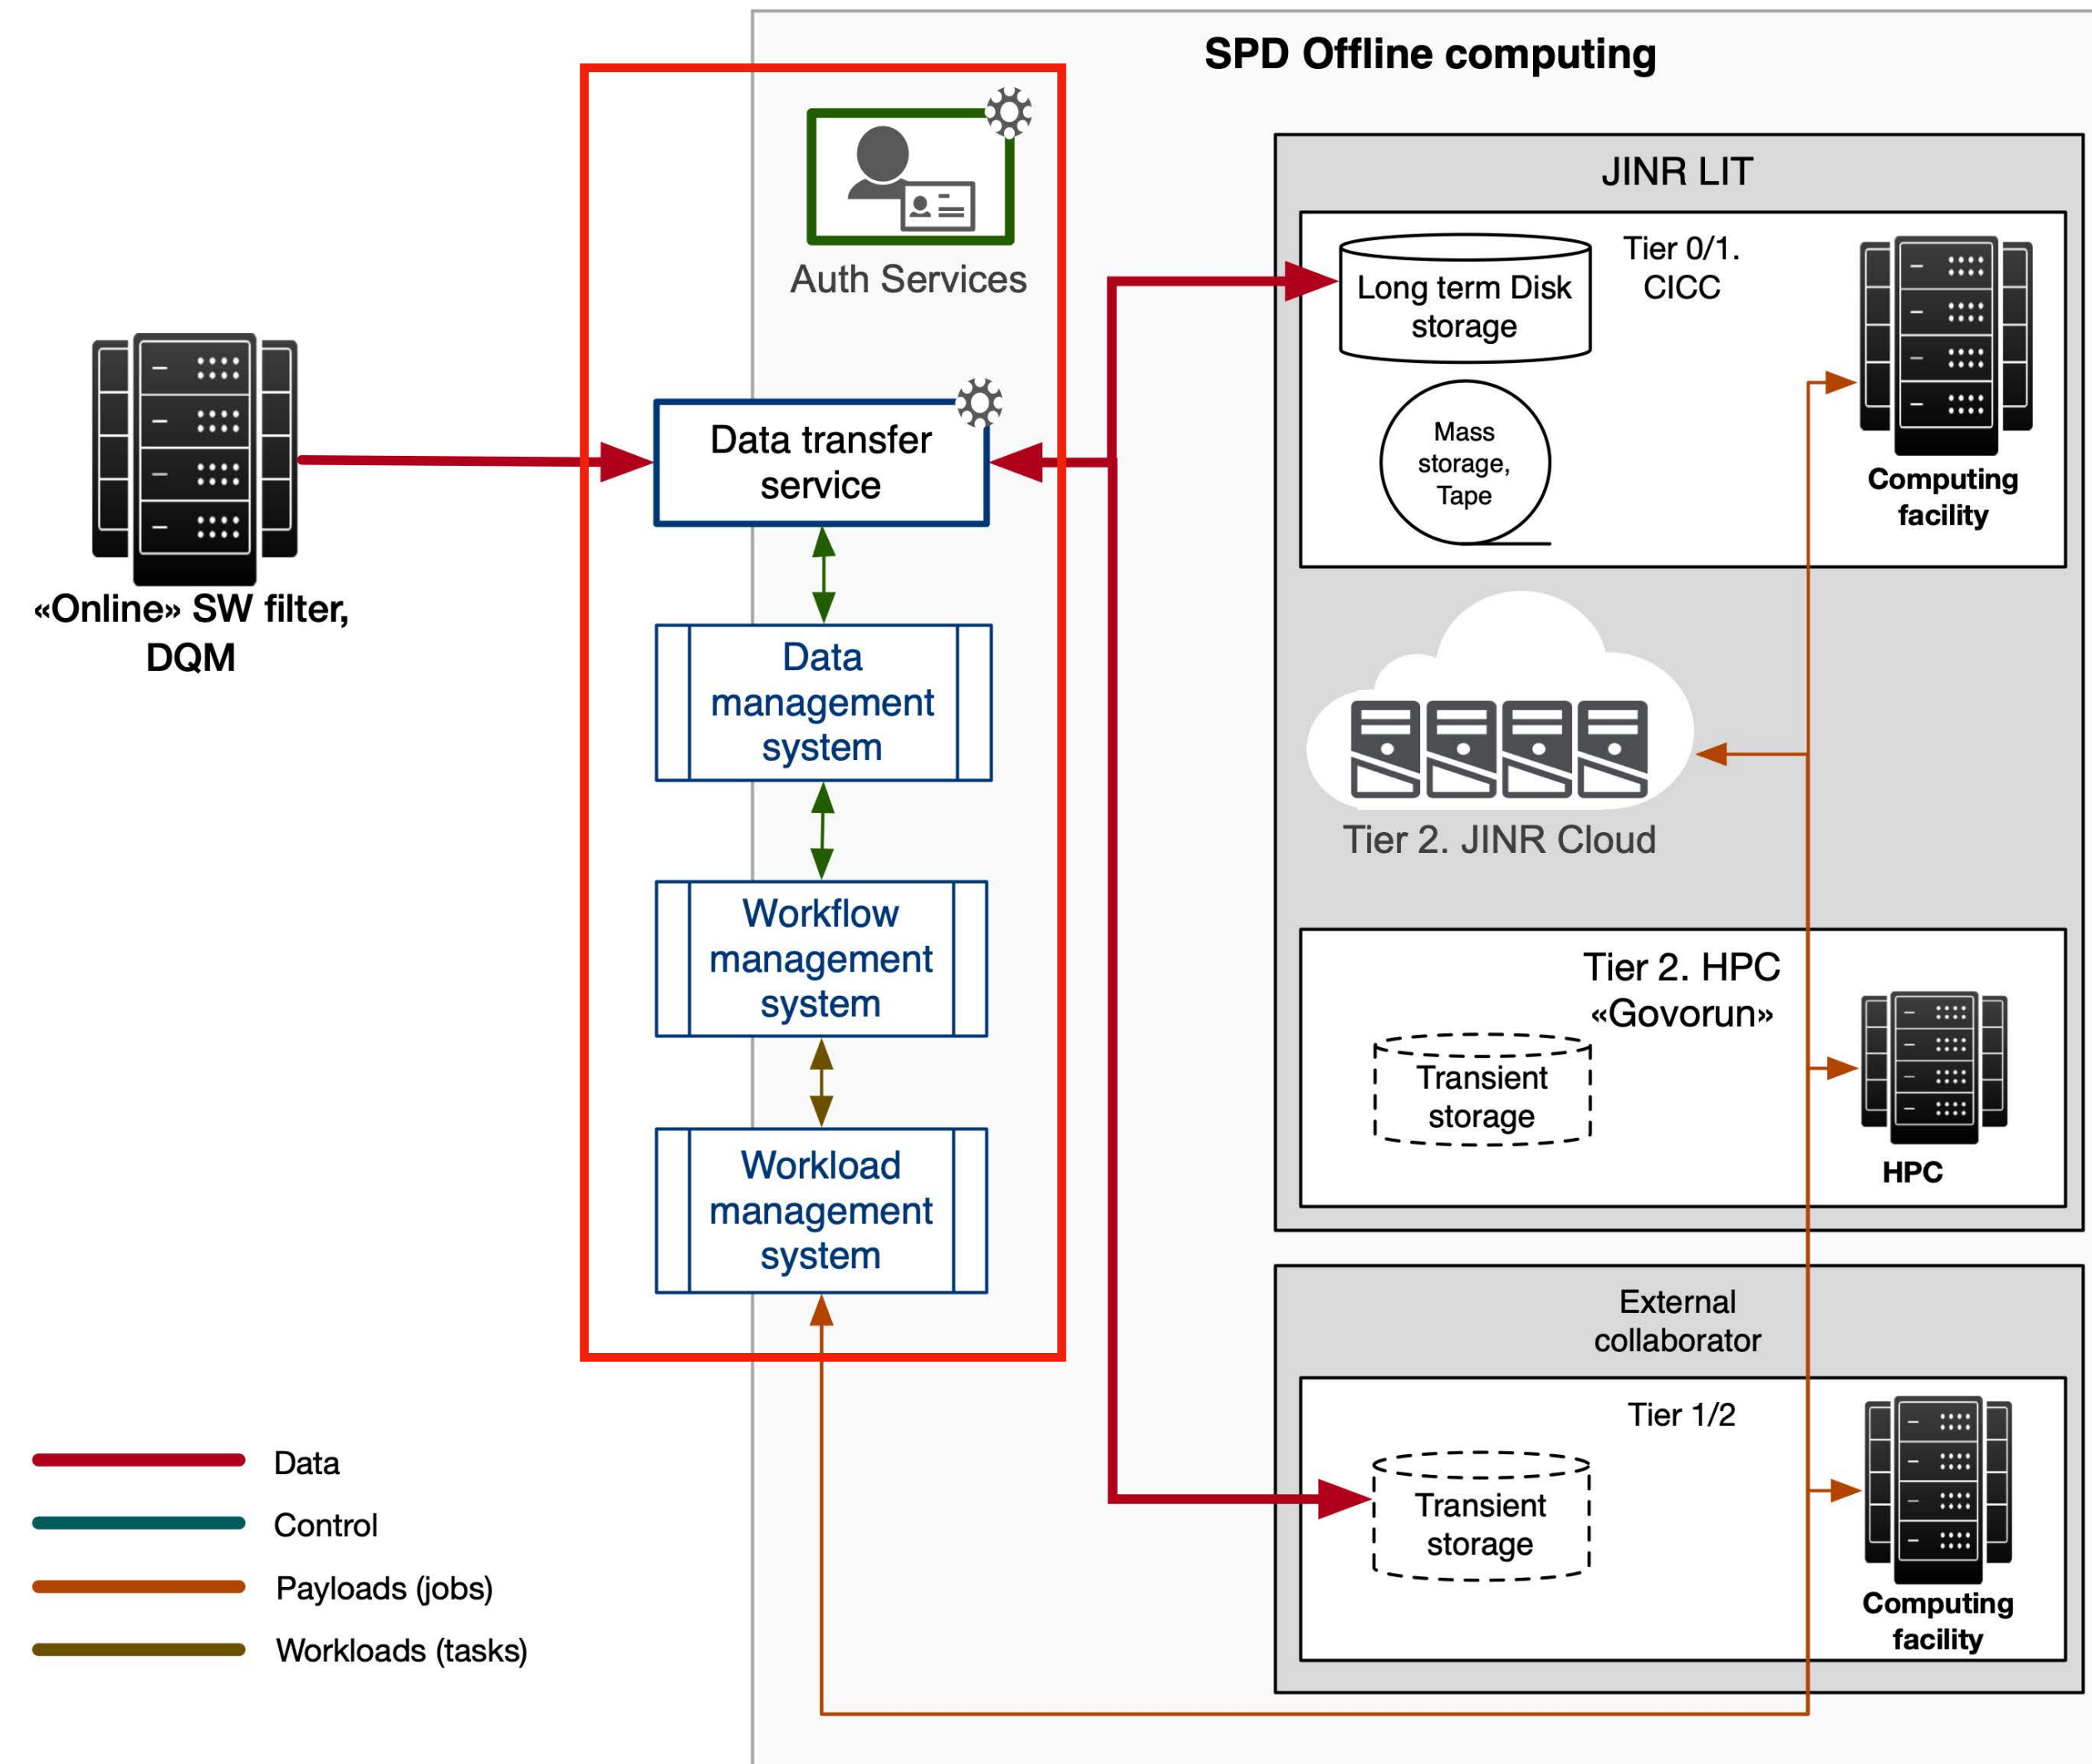 SPD Offline computing
Auth Services
Data transfer
service
Data
management
system
Workflow
management
system
Workload
management
system
«Online» SW filter,
DQM
JINR LIT
Tier 0/1.
CICC
Long term Disk
storage
Mass
storage,
Tape
Computing
facility
Tier 2. JINR Cloud
Tier 2. HPC
«Govorun»
Transient
storage
HPC
External
collaborator
Tier 1/2
Transient
storage
Computing
facility
Data
Control
Payloads (jobs)
Workloads (tasks)